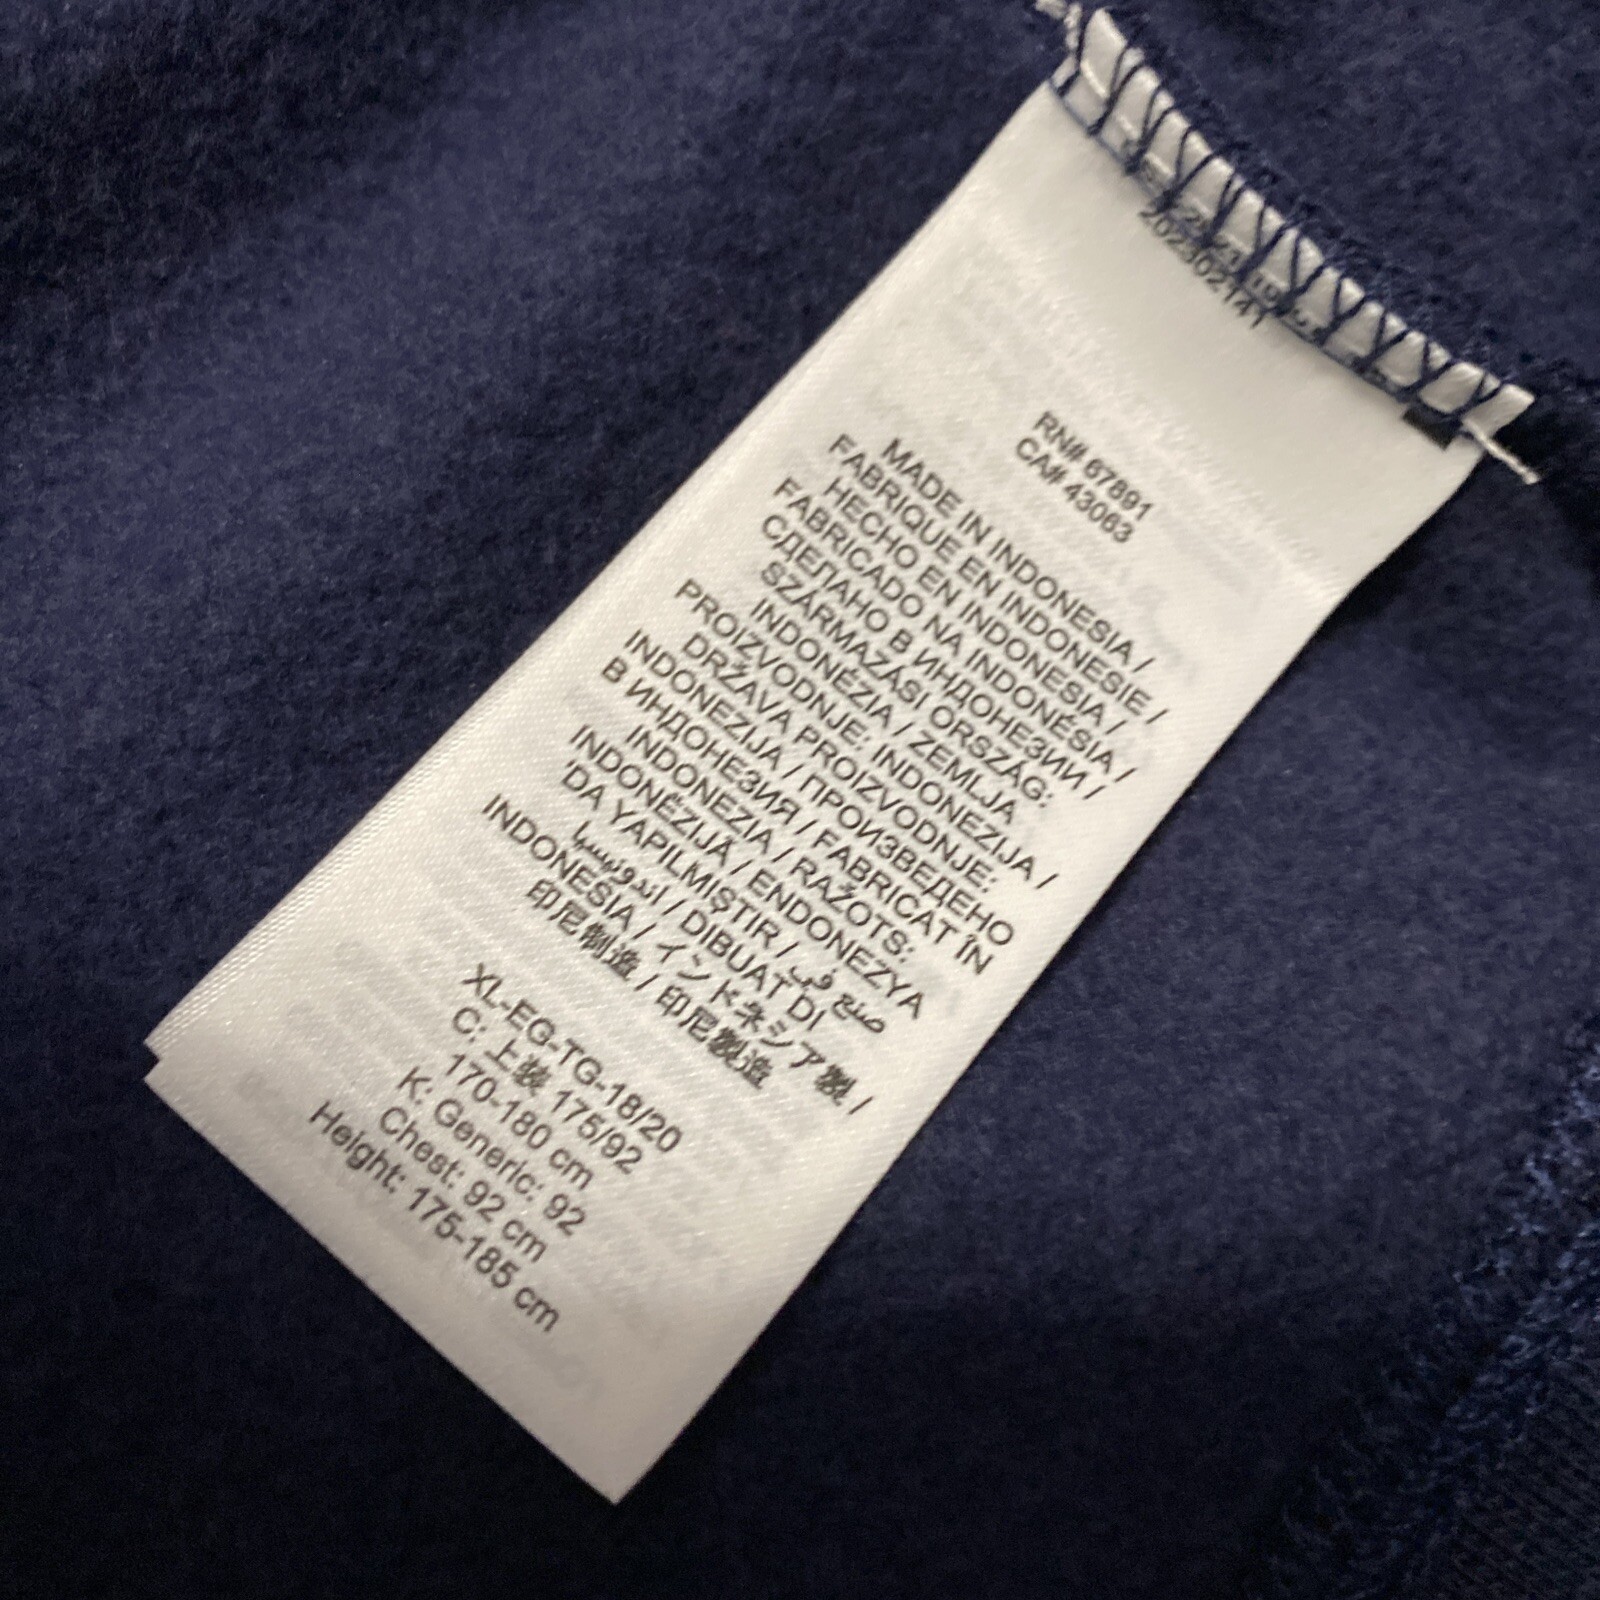 202302141
RN# 67891
CA# 43063
MADE IN INDONESIA /
FABRIQUE EN INDONESIE /
HECHO EN INDONESIA /
FABRICADO NA INDONÉSIA /
СДЕЛАНО В ИНДОНЕЗИИ /
SZÁRMAZÁSI ORSZÁG:
INDONÉZIA / ZEMLJA
PROIZVODNJE: INDONEZIJA /
DRŽAVA PROIZVODNJE:
INDONEZIJA / ПРОИЗВЕДЕНО
В ИНДОНЕЗИЯ / FABRICAT ÎN
INDONEZIA / RAŽOTS:
INDONĒZIJA / ENDONEZYA
'DA YAPILMIŞTIR / صنع في
اندونيسيا / DIBUAT DI
INDONESIA / インドネシア製 /
印尼制造 / 印尼製造
XL-EG-TG-18/20
C: 上装 175/92
170-180 cm
K: Generic: 92
Chest: 92 cm
Height: 175-185 cm